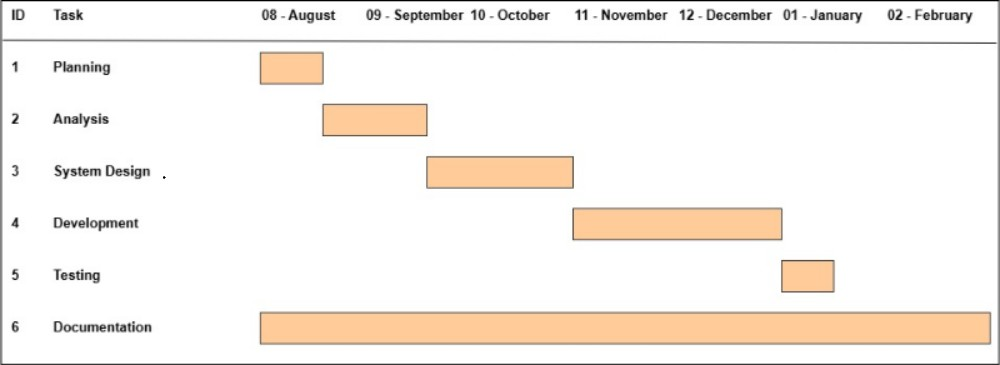 ID Task 08 - August 09 - September 10 - October 11 - November 12 - December 01 - January 02 - February
1 Planning
2 Analysis
3 System Design .
4 Development
5 Testing
6 Documentation